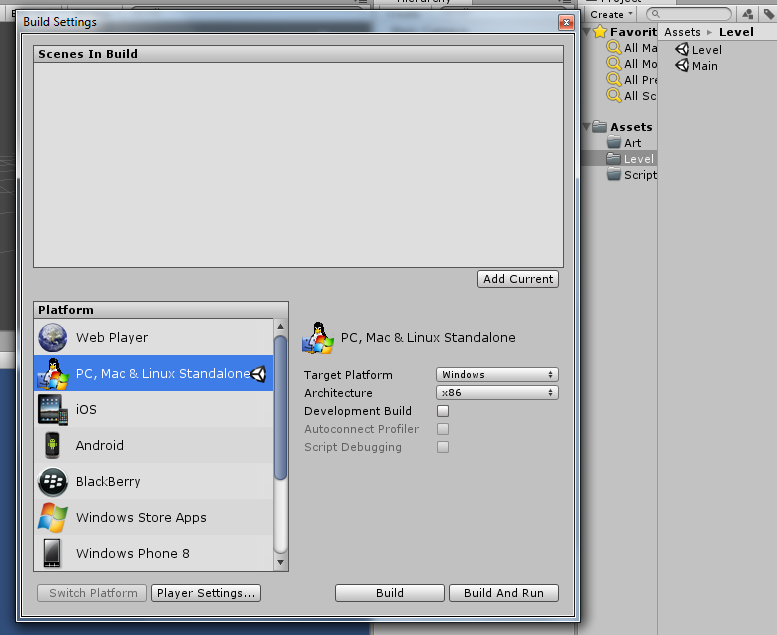 Build Settings
Scenes In Build
Add Current
Platform
Web Player
PC, Mac & Linux Standalone
iOS
Android
BlackBerry
Windows Store Apps
Windows Phone 8
Switch Platform
Player Settings...
PC, Mac & Linux Standalone
Target Platform Windows
Architecture x86
Development Build
Autoconnect Profiler
Script Debugging
Build
Build And Run
Create
Favorit
All Ma
All Mo
All Pre
All Sc
Assets
Art
Level
Script
Assets ▸ Level
Level
Main